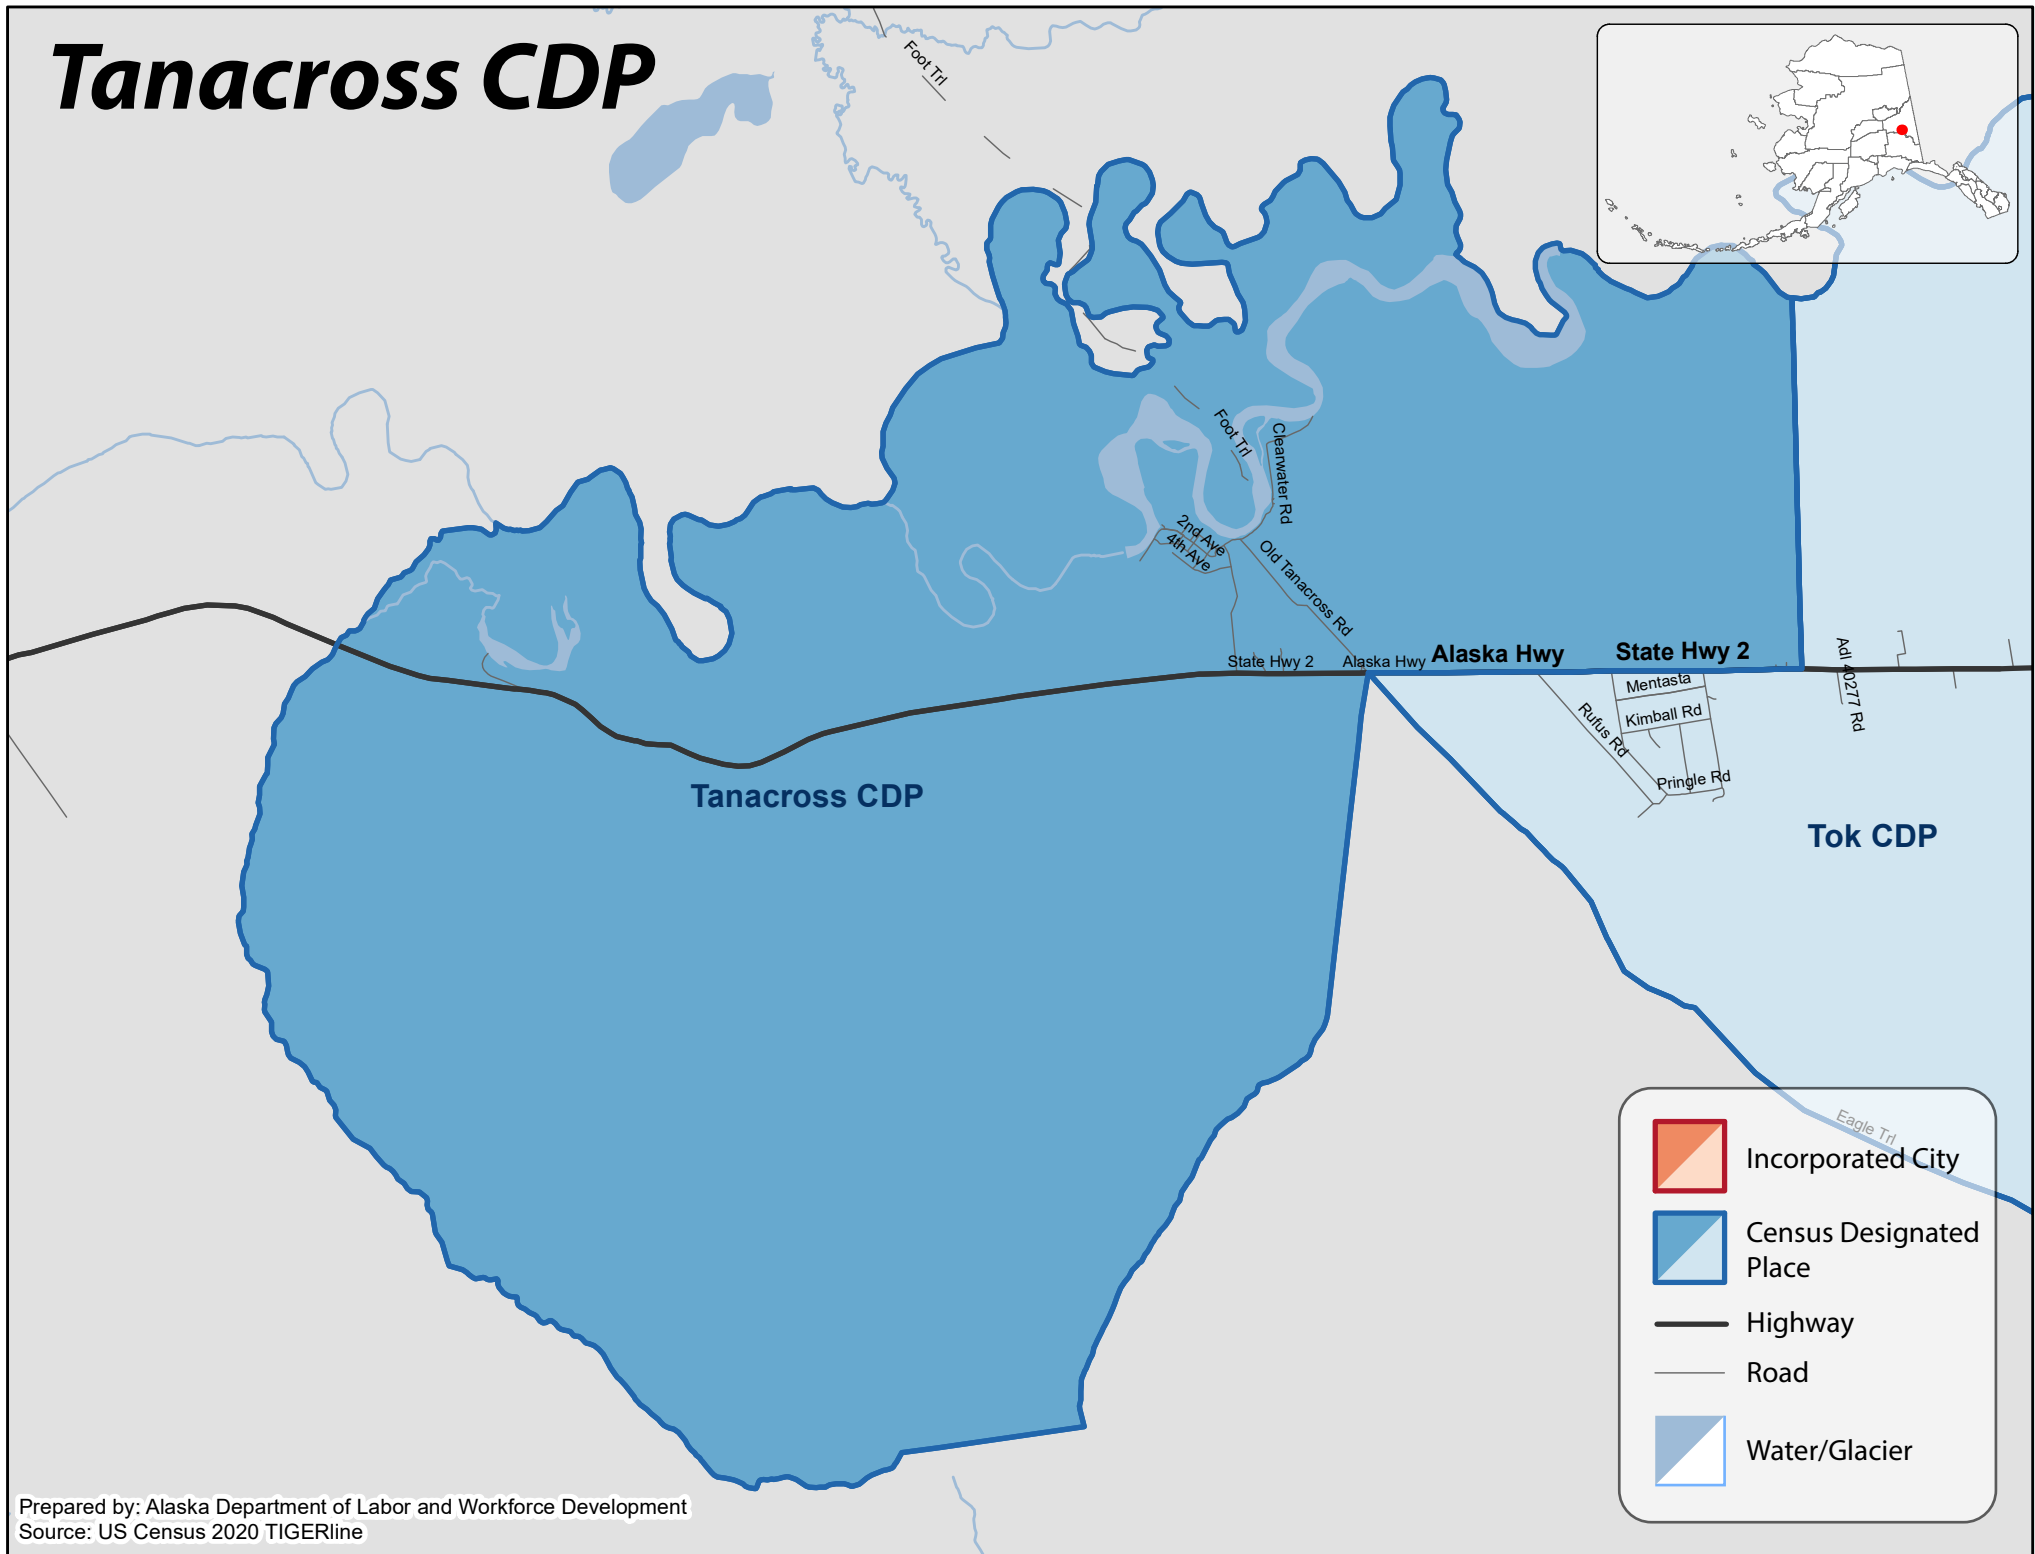 Tanacross CDP
Foot Trl
Foot Trl
Clearwater Rd
2nd Ave
4th Ave
Old Tanacross Rd
State Hwy 2
Alaska Hwy
Alaska Hwy
State Hwy 2
Adl 40277 Rd
Mentasta
Kimball Rd
Rufus Rd
Pringle Rd
Tanacross CDP
Tok CDP
Eagle Trl
Incorporated City
Census Designated
Place
Highway
Road
Water/Glacier
Prepared by: Alaska Department of Labor and Workforce Development
Source: US Census 2020 TIGERline